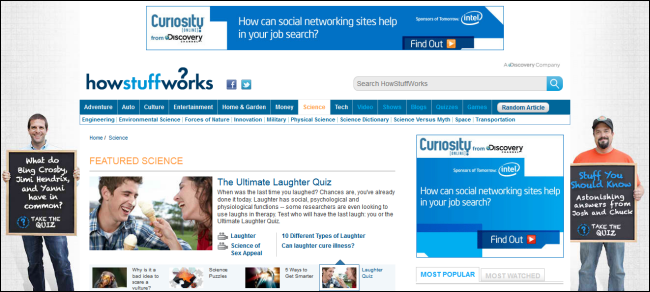 Curiosity
ONLINE!
from Discovery
CHANNEL
How can social networking sites help
in your job search?
Sponsors of Tomorrow.
intel
Find Out
A Discovery Company
howstuffworks
Search HowStuffWorks
Adventure Auto Culture Entertainment Home & Garden Money Science Tech Video Shows Blogs Quizzes Games Random Article
Engineering Environmental Science Forces of Nature Innovation Military Physical Science Science Dictionary Science Versus Myth Space Transportation
Home / Science
FEATURED SCIENCE
The Ultimate Laughter Quiz
When was the last time you laughed? Chances are, you've already
done it today. Laughter has social, psychological and
physiological functions -- some researchers are even looking to
use laughs in therapy. Test who will have the last laugh: you or the
Ultimate Laughter Quiz.
Laughter
10 Different Types of Laughter
Science of
Sex Appeal
Can laughter cure illness?
Why is it a
bad idea to
scare a
vulture?
Science
Puzzles
5 Ways to
Get Smarter
Laughter
Quiz
Curiosity
ONLINE!
from Discovery
CHANNEL
Sponsors of Tomorrow.
intel
How can social networking sites help
in your job search?
Find Out
MOST POPULAR
MOST WATCHED
What do
Bing Crosby,
Jimi Hendrix,
and Yanni
have in
common?
TAKE THE
QUIZ
Stuff You
Should Know
Astonishing
answers from
Josh and Chuck
TAKE THE
QUIZ